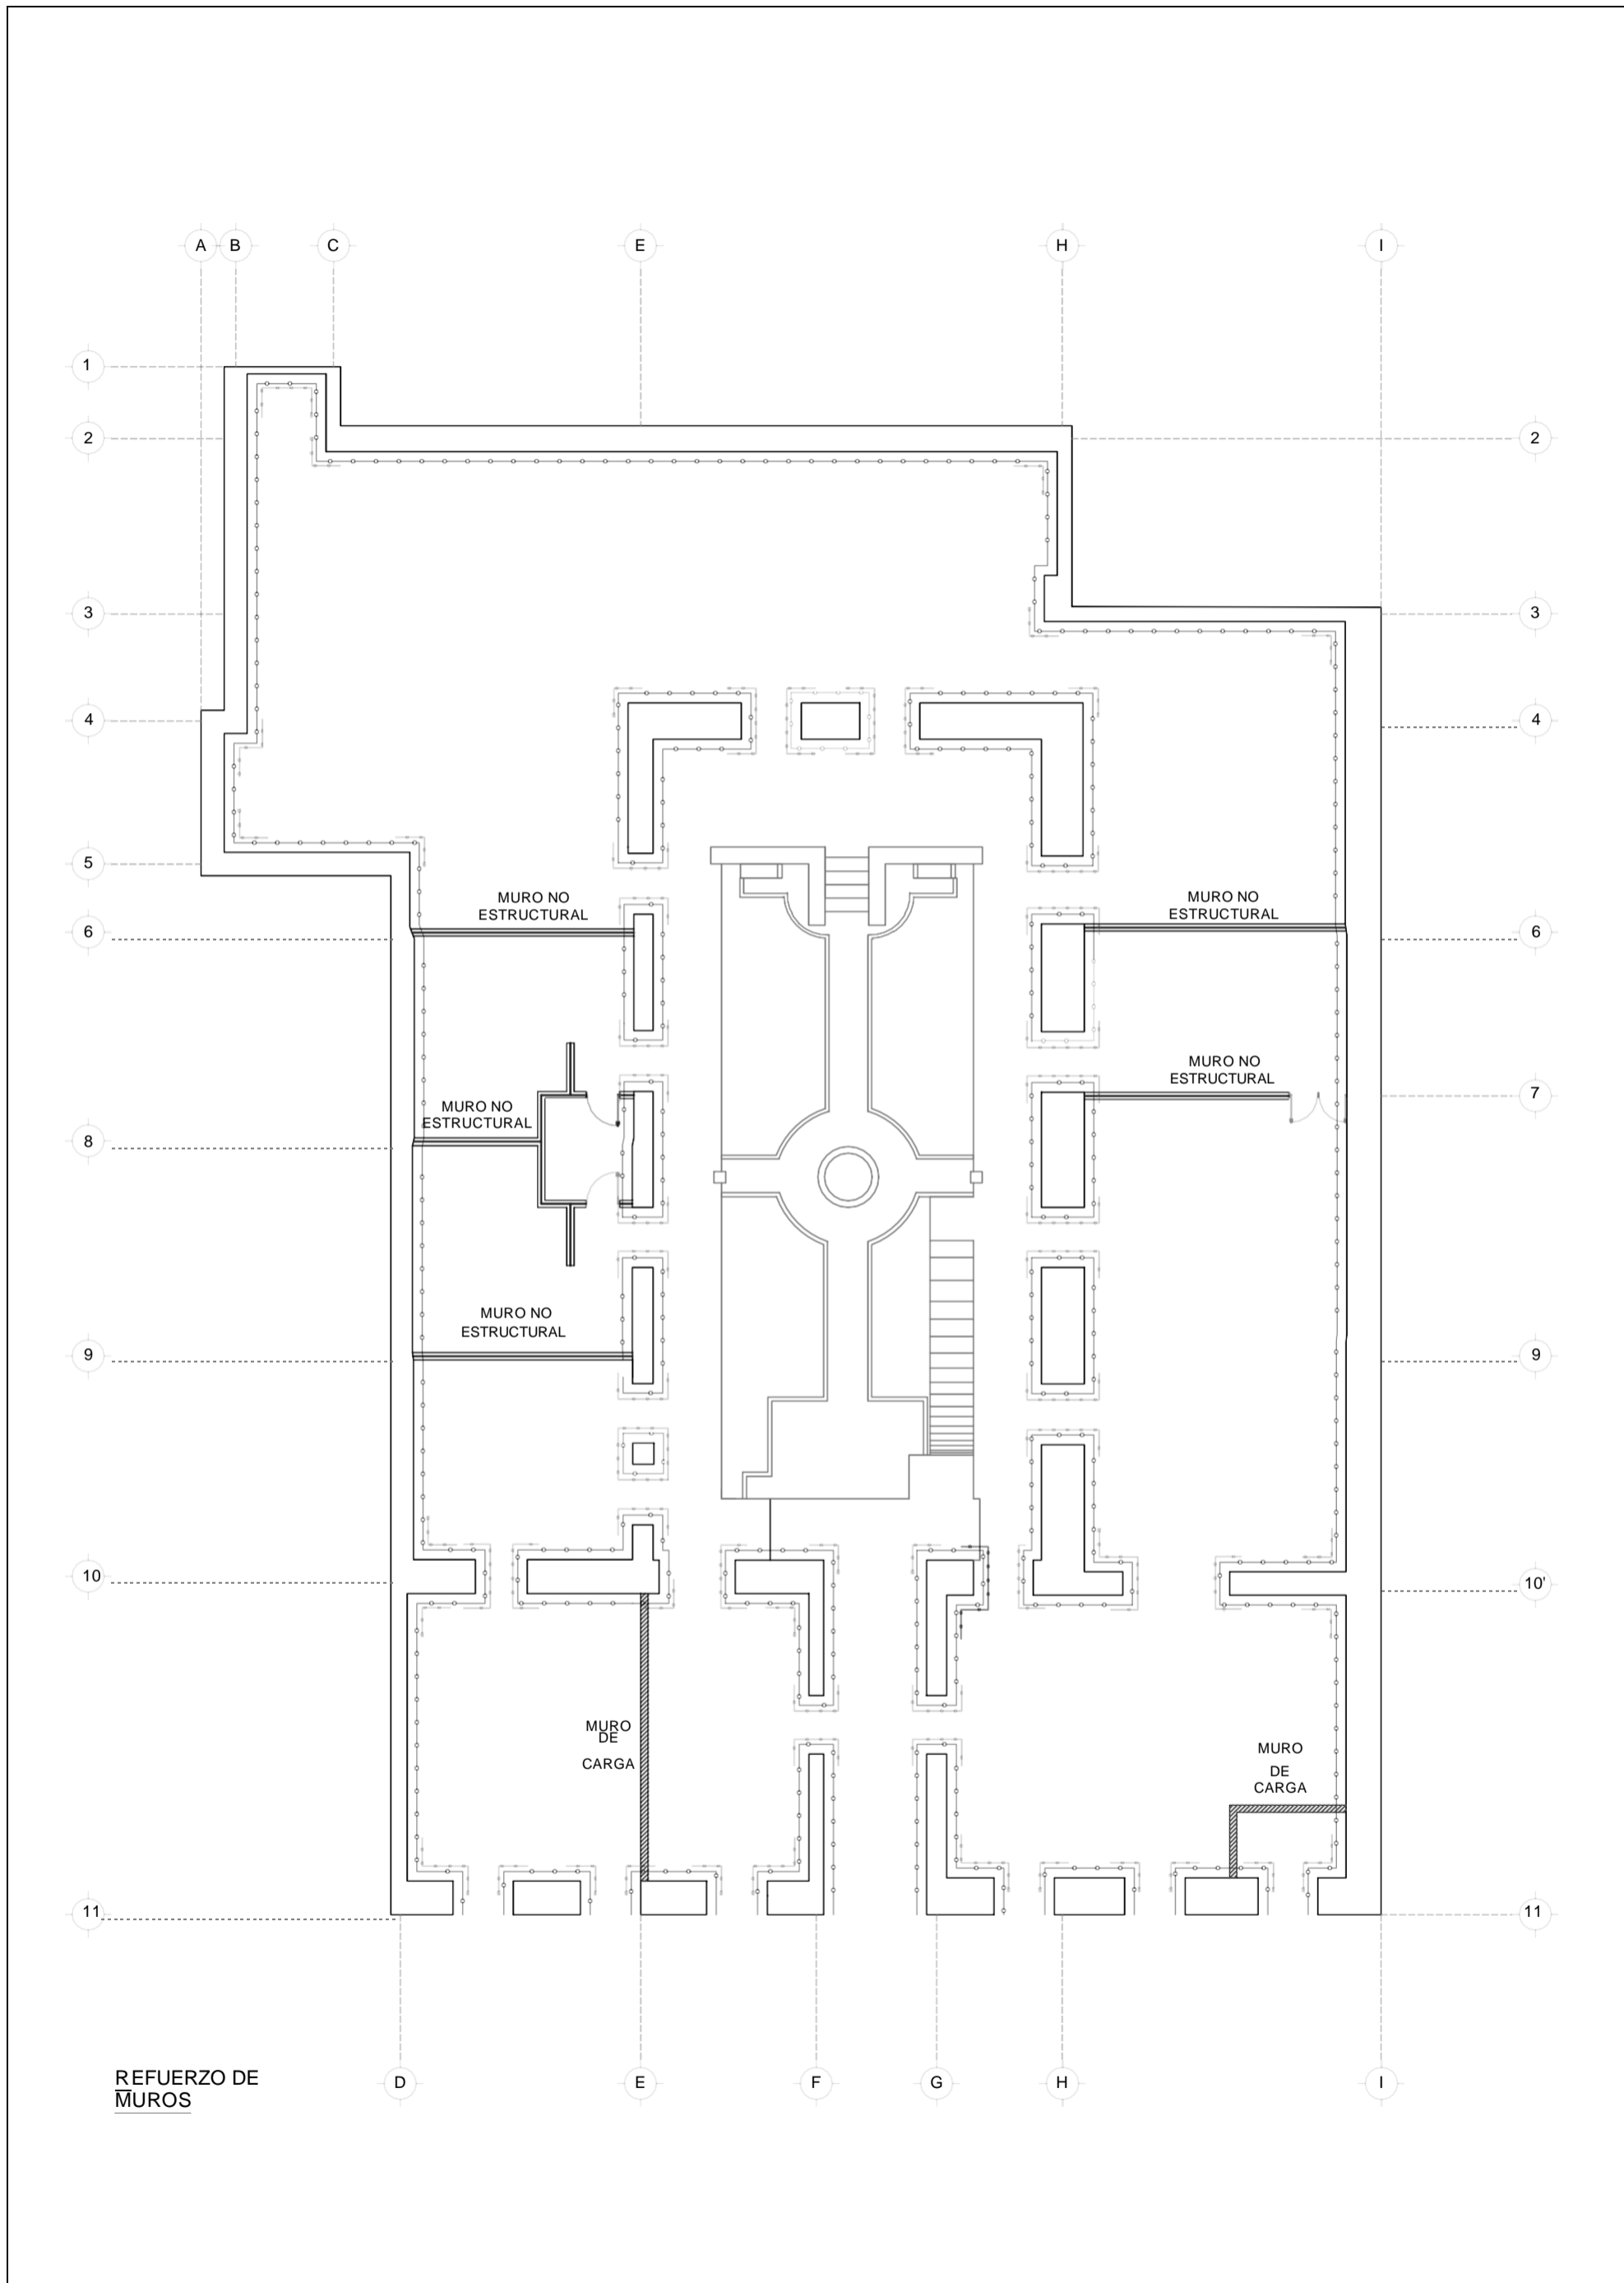 A B C E H I
1
2 2
3 3
4 4
5
MURO NO
ESTRUCTURAL
MURO NO
ESTRUCTURAL
6 6
MURO NO
ESTRUCTURAL
7
MURO NO
ESTRUCTURAL
8
MURO NO
ESTRUCTURAL
9 9
10 10'
MURO
DE
CARGA
MURO
DE
CARGA
11 11
D E F G H I
REFUERZO DE
MUROS